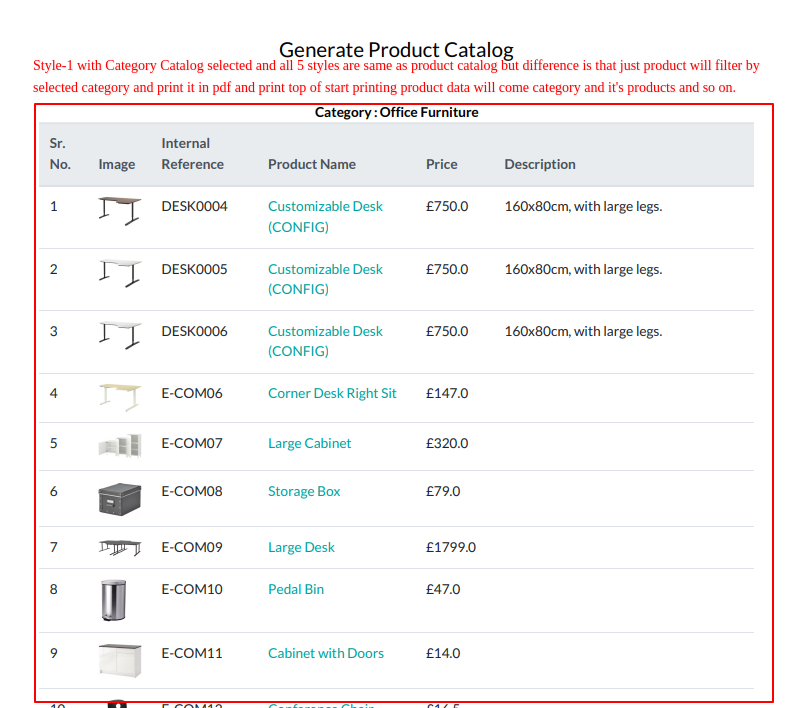 Generate Product Catalog
Style-1 with Category Catalog selected and all 5 styles are same as product catalog but difference is that just product will filter by
selected category and print it in pdf and print top of start printing product data will come category and it's products and so on.
Category : Office Furniture
Sr. No. Image Internal Reference Product Name Price Description
1 DESK0004 Customizable Desk (CONFIG) £750.0 160x80cm, with large legs.
2 DESK0005 Customizable Desk (CONFIG) £750.0 160x80cm, with large legs.
3 DESK0006 Customizable Desk (CONFIG) £750.0 160x80cm, with large legs.
4 E-COM06 Corner Desk Right Sit £147.0
5 E-COM07 Large Cabinet £320.0
6 E-COM08 Storage Box £79.0
7 E-COM09 Large Desk £1799.0
8 E-COM10 Pedal Bin £47.0
9 E-COM11 Cabinet with Doors £14.0
10 E-COM12 Conference Chair £16.5